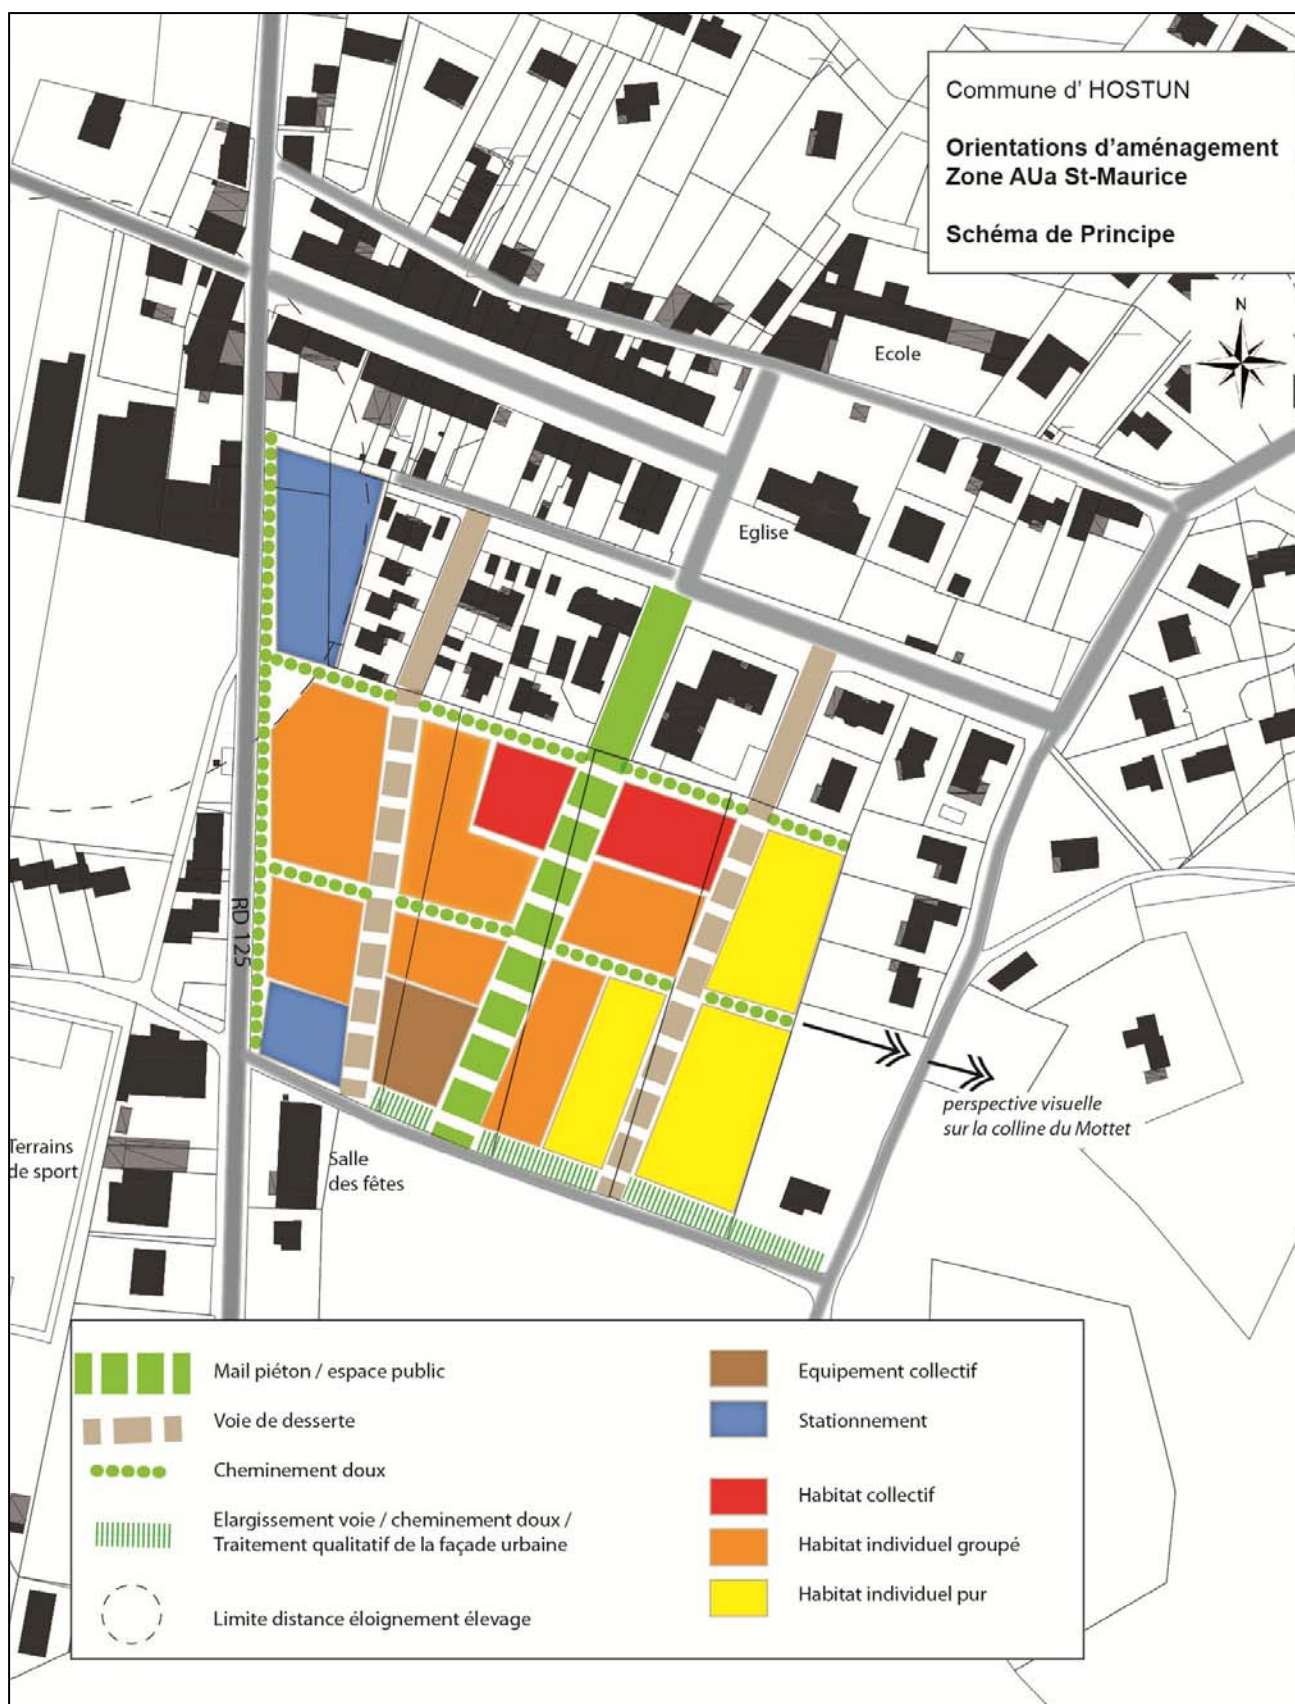 Commune d' HOSTUN
Orientations d'aménagement
Zone AUa St-Maurice
Schéma de Principe
N
Ecole
Eglise
RD 125
perspective visuelle
sur la colline du Mottet
Terrains
de sport
Salle
des fêtes
Mail piéton / espace public
Voie de desserte
Cheminement doux
Elargissement voie / cheminement doux /
Traitement qualitatif de la façade urbaine
Limite distance éloignement élevage
Equipement collectif
Stationnement
Habitat collectif
Habitat individuel groupé
Habitat individuel pur